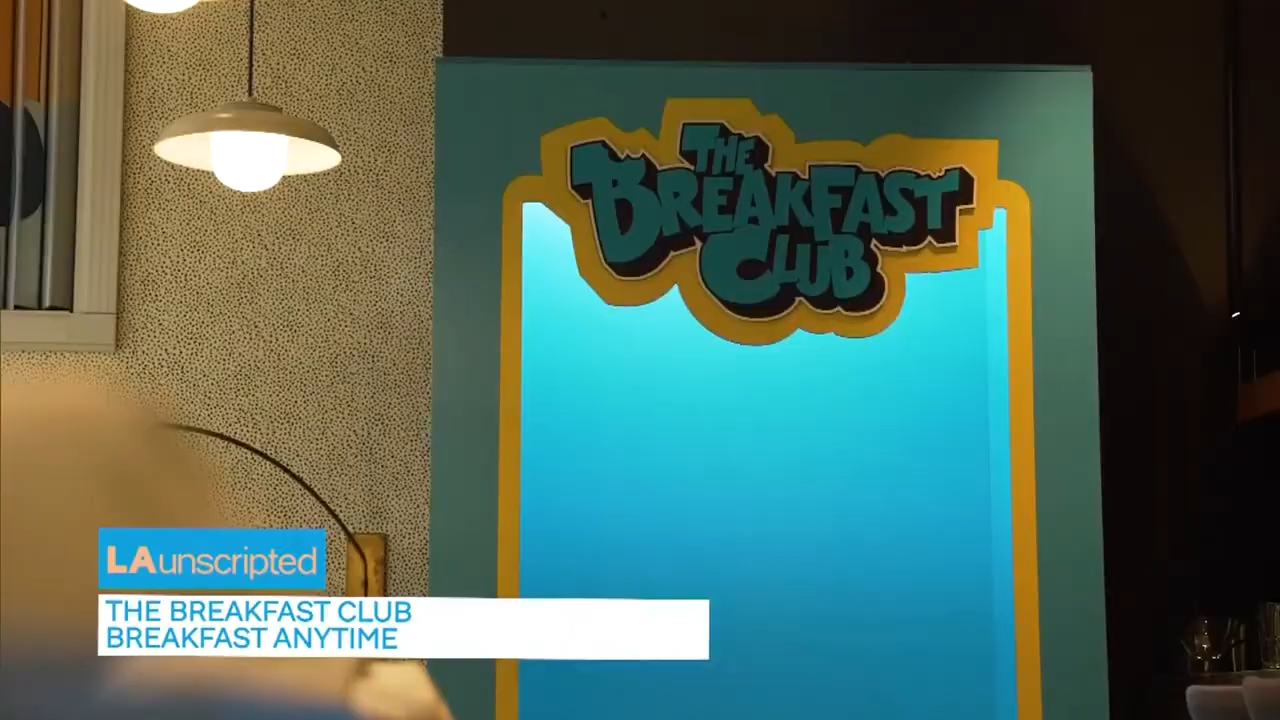 THE
BREAKFAST
CLUB
LAunscripted
THE BREAKFAST CLUB
BREAKFAST ANYTIME